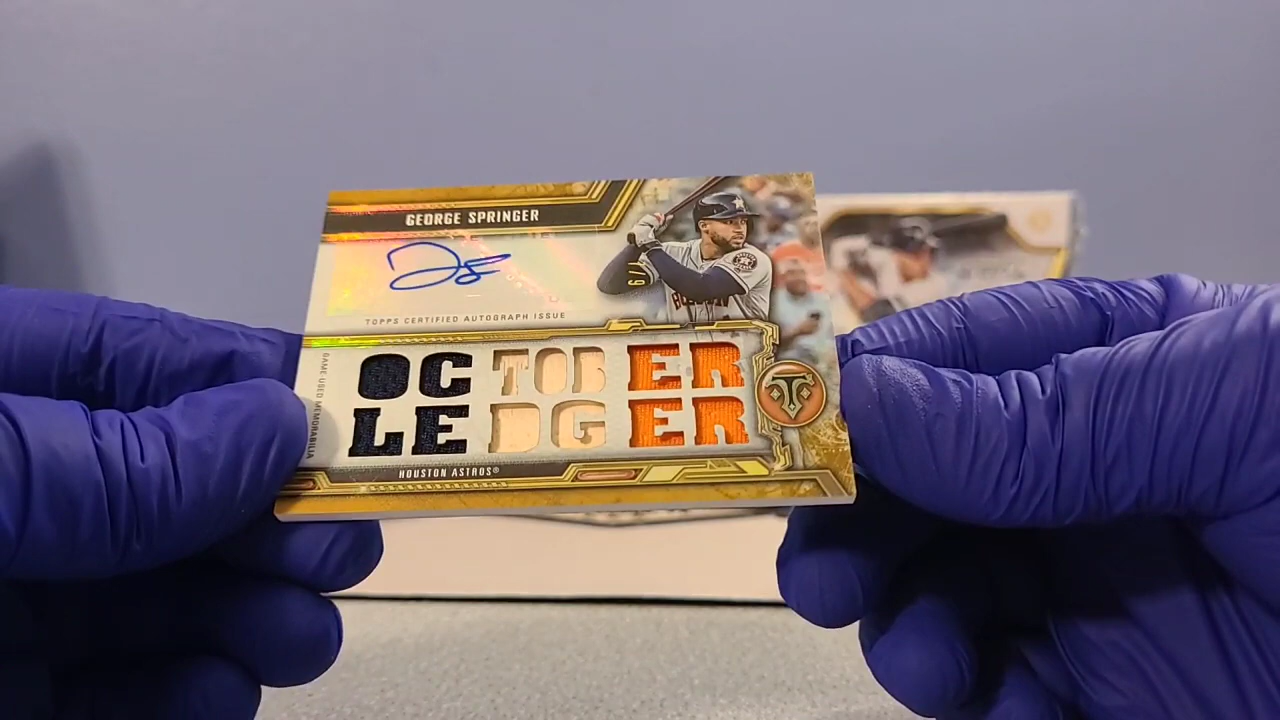 GEORGE SPRINGER
TOPPS CERTIFIED AUTOGRAPH ISSUE
GAME-USED MEMORABILIA
OCTOBER
LEDGER
HOUSTON ASTROS®